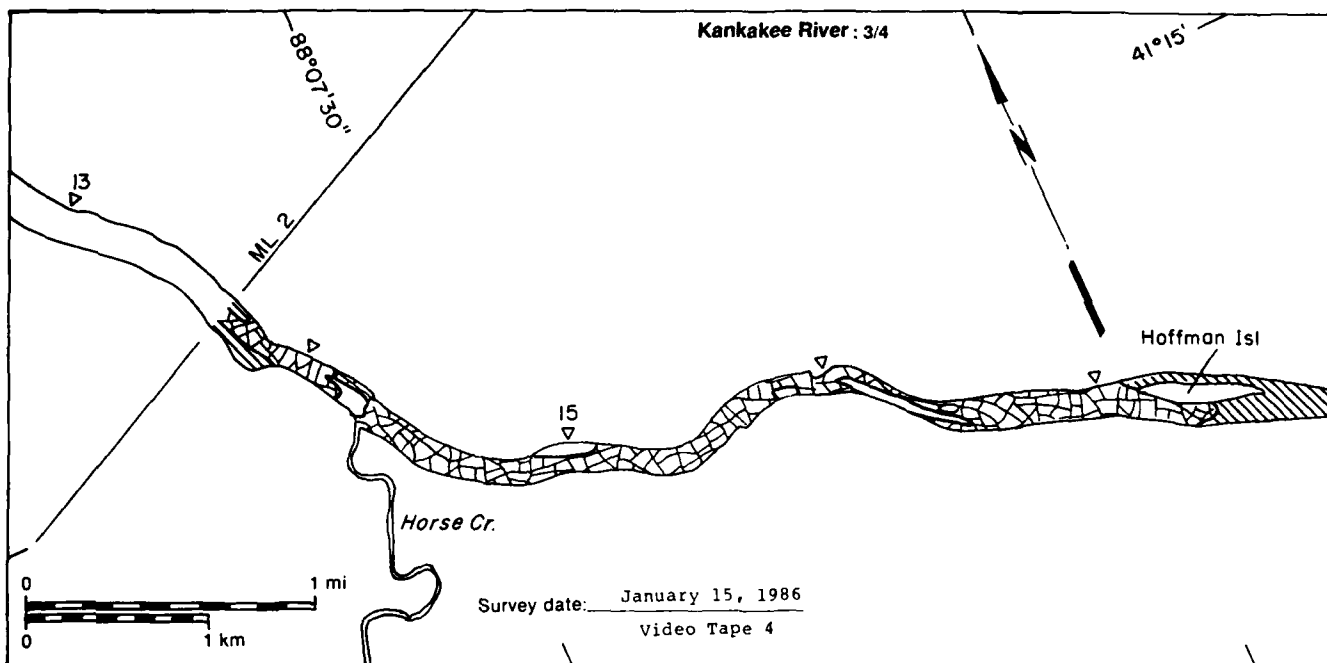 Kankakee River : 3/4
88°07'30"
41°15'
N
13
ML 2
Hoffman Isl
15
Horse Cr.
0 1 mi
0 1 km
Survey date: January 15, 1986
Video Tape 4